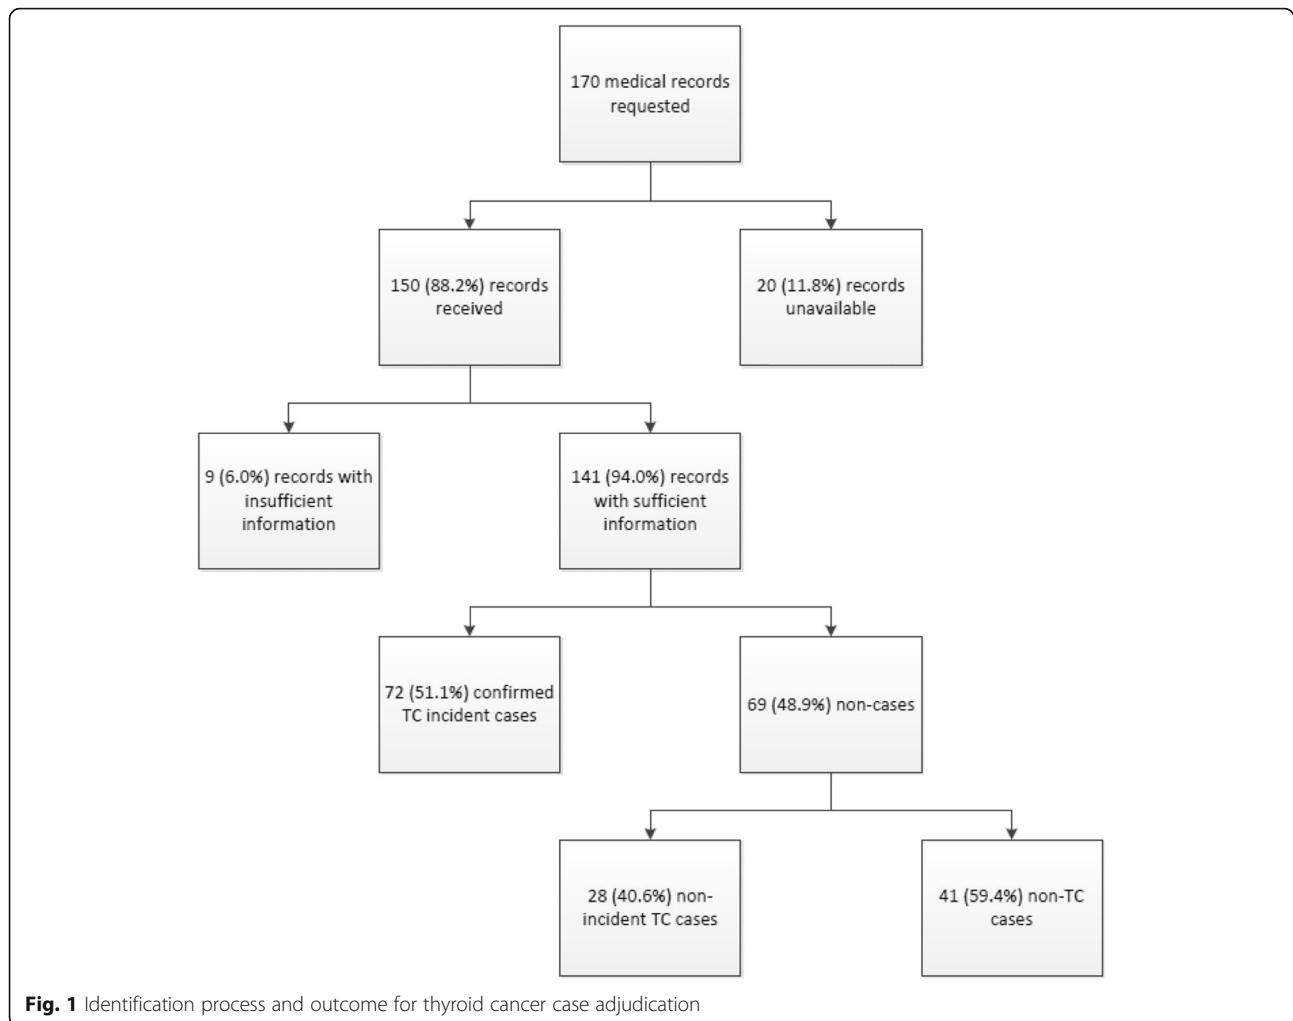 170 medical records
requested
150 (88.2%) records
received
20 (11.8%) records
unavailable
9 (6.0%) records with
insufficient
information
141 (94.0%) records
with sufficient
information
72 (51.1%) confirmed
TC incident cases
69 (48.9%) non-cases
28 (40.6%) non-
incident TC cases
41 (59.4%) non-TC
cases
Fig. 1 Identification process and outcome for thyroid cancer case adjudication